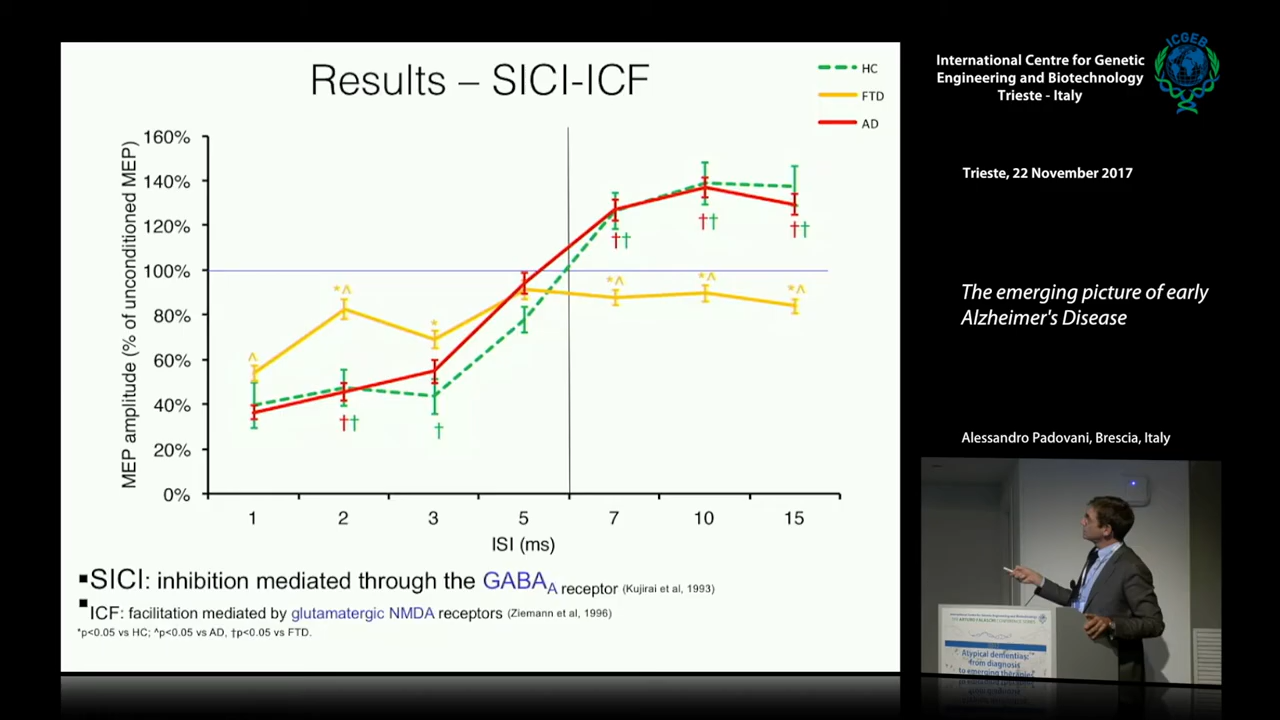 Results – SICI-ICF
HC
FTD
AD
MEP amplitude (% of unconditioned MEP)
160%
140%
120%
100%
80%
60%
40%
20%
0%
*^
*
^
*^
*^
*^
††
†
††
††
††
1
2
3
5
7
10
15
ISI (ms)
▪SICI: inhibition mediated through the GABAA receptor (Kujirai et al, 1993)
▪ICF: facilitation mediated by glutamatergic NMDA receptors (Ziemann et al, 1996)
*p<0.05 vs HC; ^p<0.05 vs AD, †p<0.05 vs FTD.
ICGEB
International Centre for Genetic
Engineering and Biotechnology
Trieste - Italy
Trieste, 22 November 2017
The emerging picture of early
Alzheimer's Disease
Alessandro Padovani, Brescia, Italy
Atypical dementias:
from diagnosis
to emerging therapies